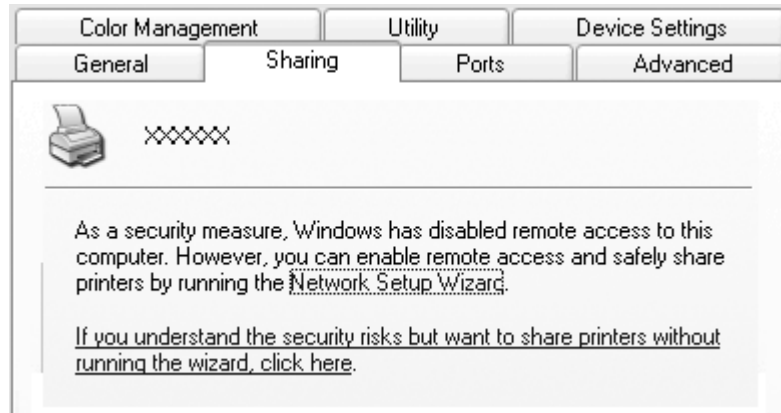 Color Management Utility Device Settings
General Sharing Ports Advanced
XXXXXX
As a security measure, Windows has disabled remote access to this
computer. However, you can enable remote access and safely share
printers by running the Network Setup Wizard.
If you understand the security risks but want to share printers without
running the wizard, click here.